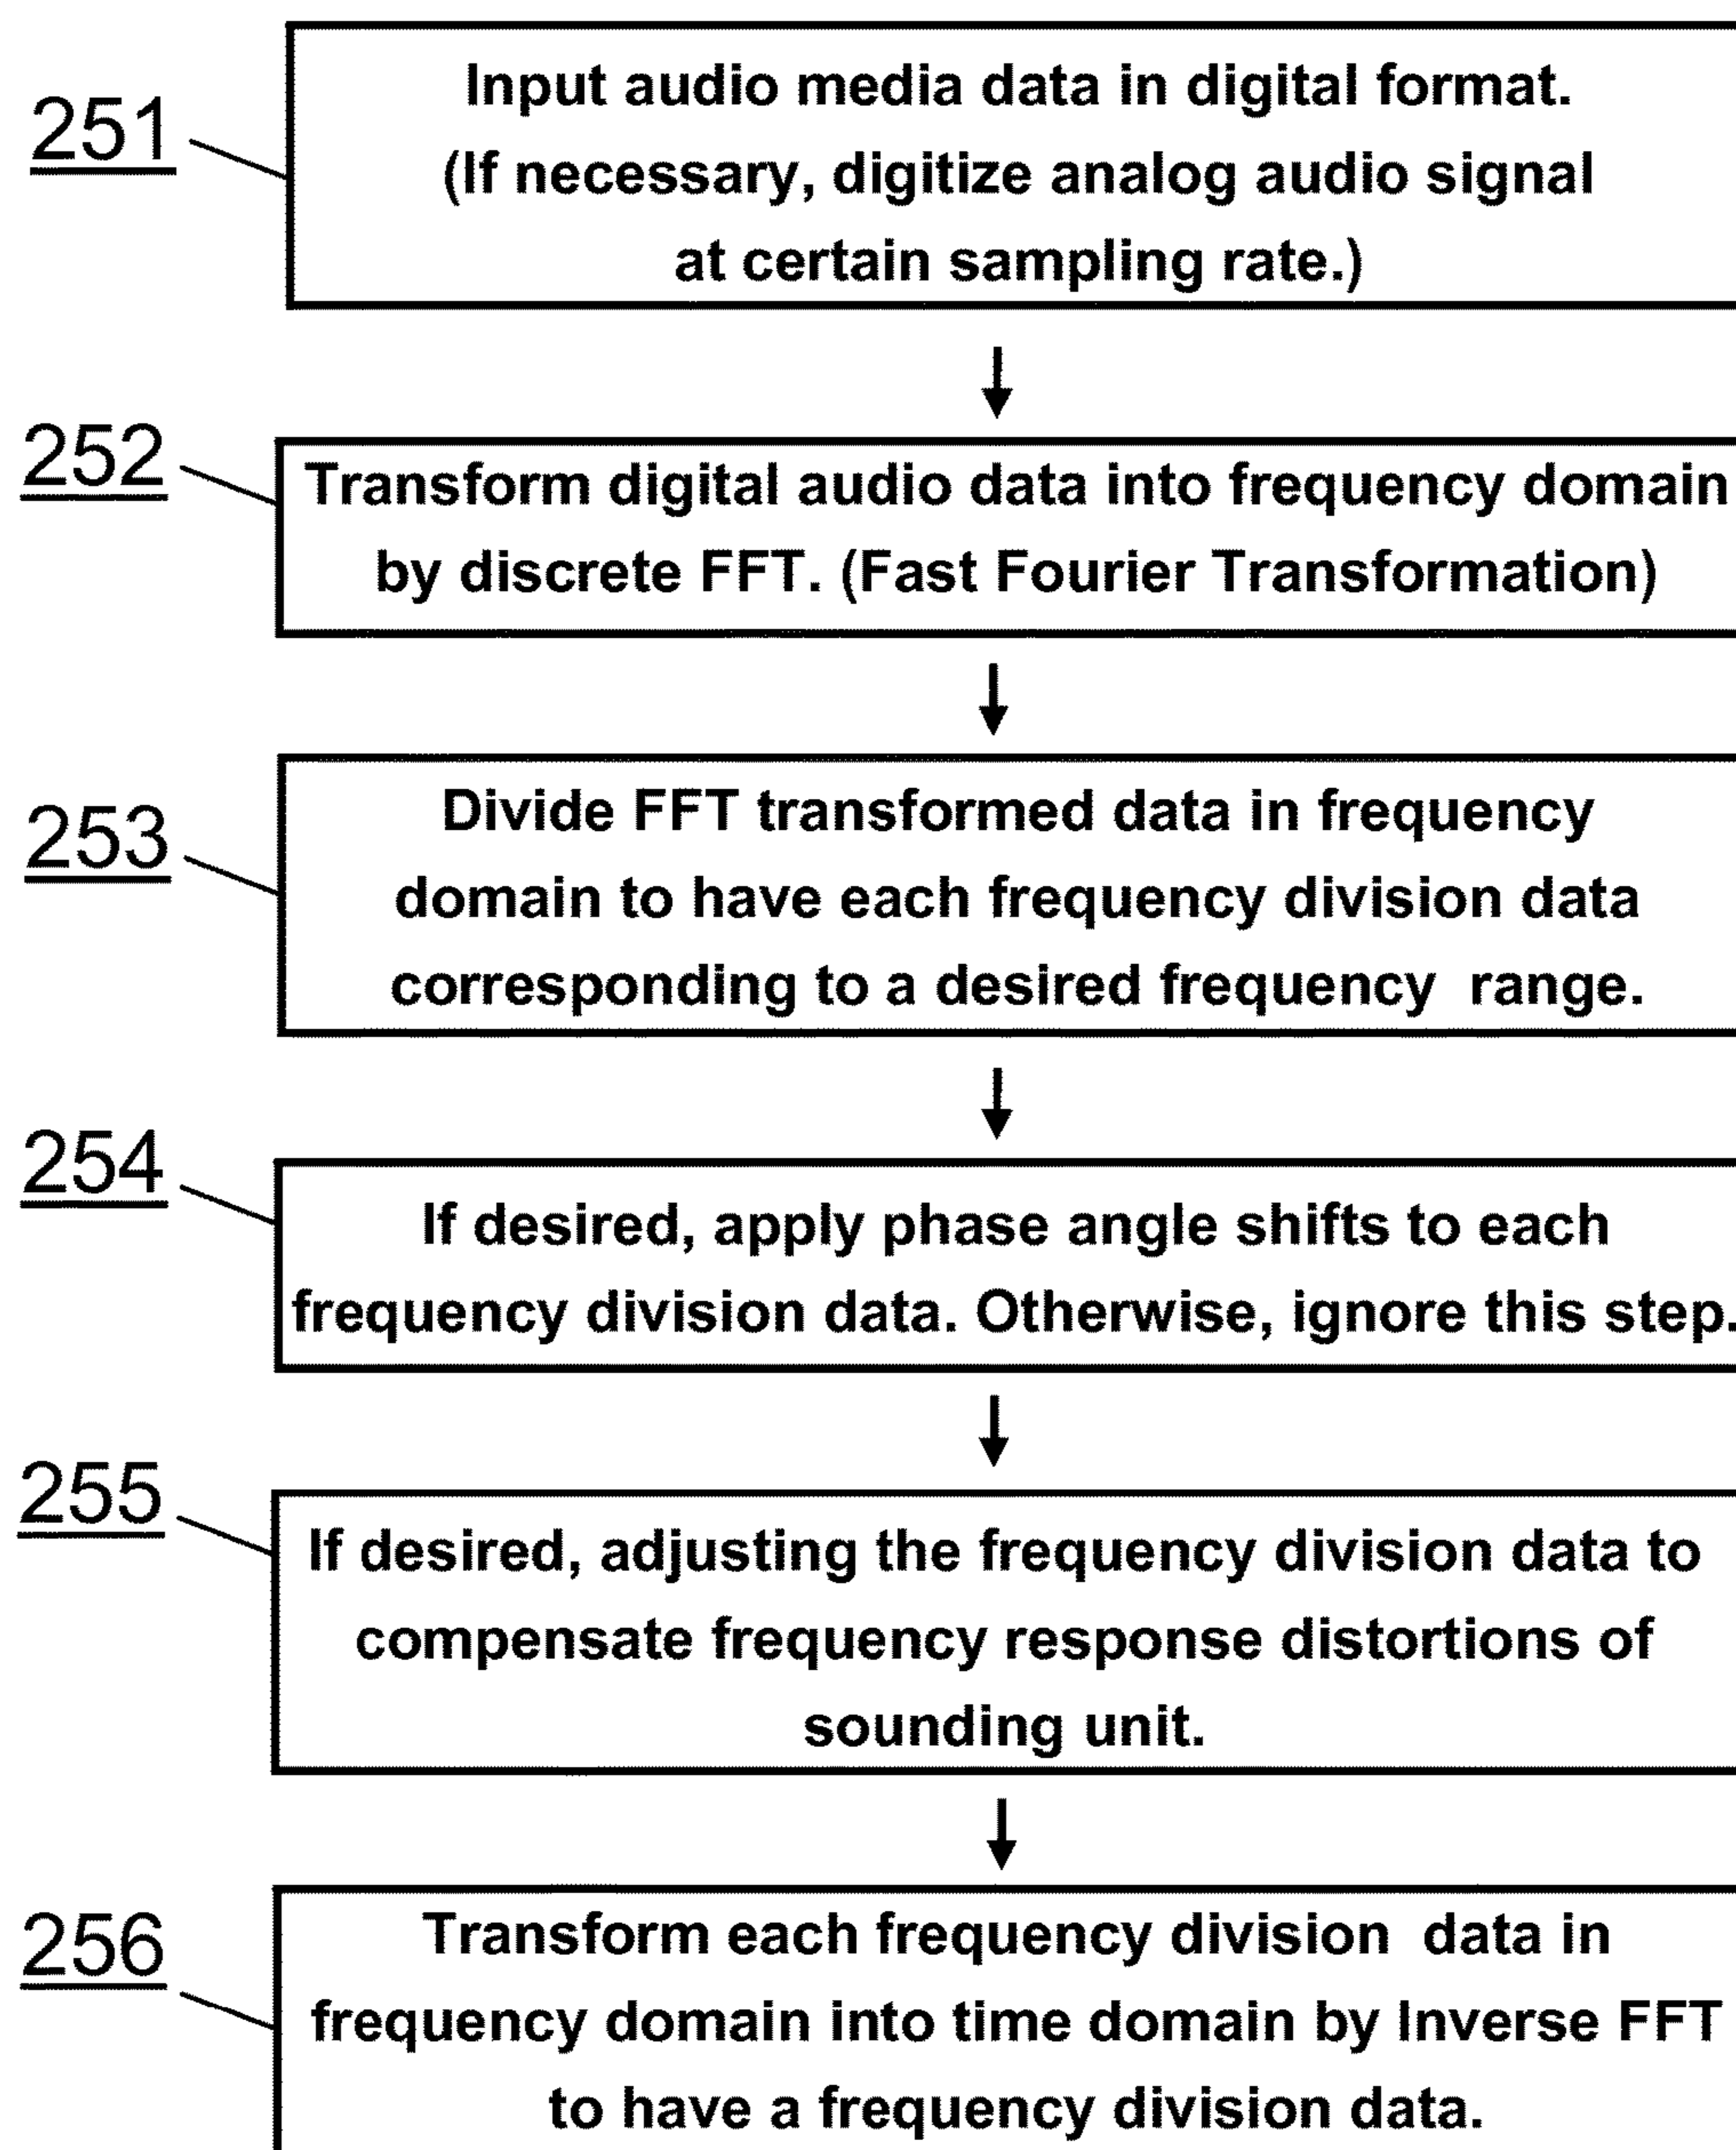 251
Input audio media data in digital format.
(If necessary, digitize analog audio signal
at certain sampling rate.)
252
Transform digital audio data into frequency domain
by discrete FFT. (Fast Fourier Transformation)
253
Divide FFT transformed data in frequency
domain to have each frequency division data
corresponding to a desired frequency range.
254
If desired, apply phase angle shifts to each
frequency division data. Otherwise, ignore this step.
255
If desired, adjusting the frequency division data to
compensate frequency response distortions of
sounding unit.
256
Transform each frequency division data in
frequency domain into time domain by Inverse FFT
to have a frequency division data.